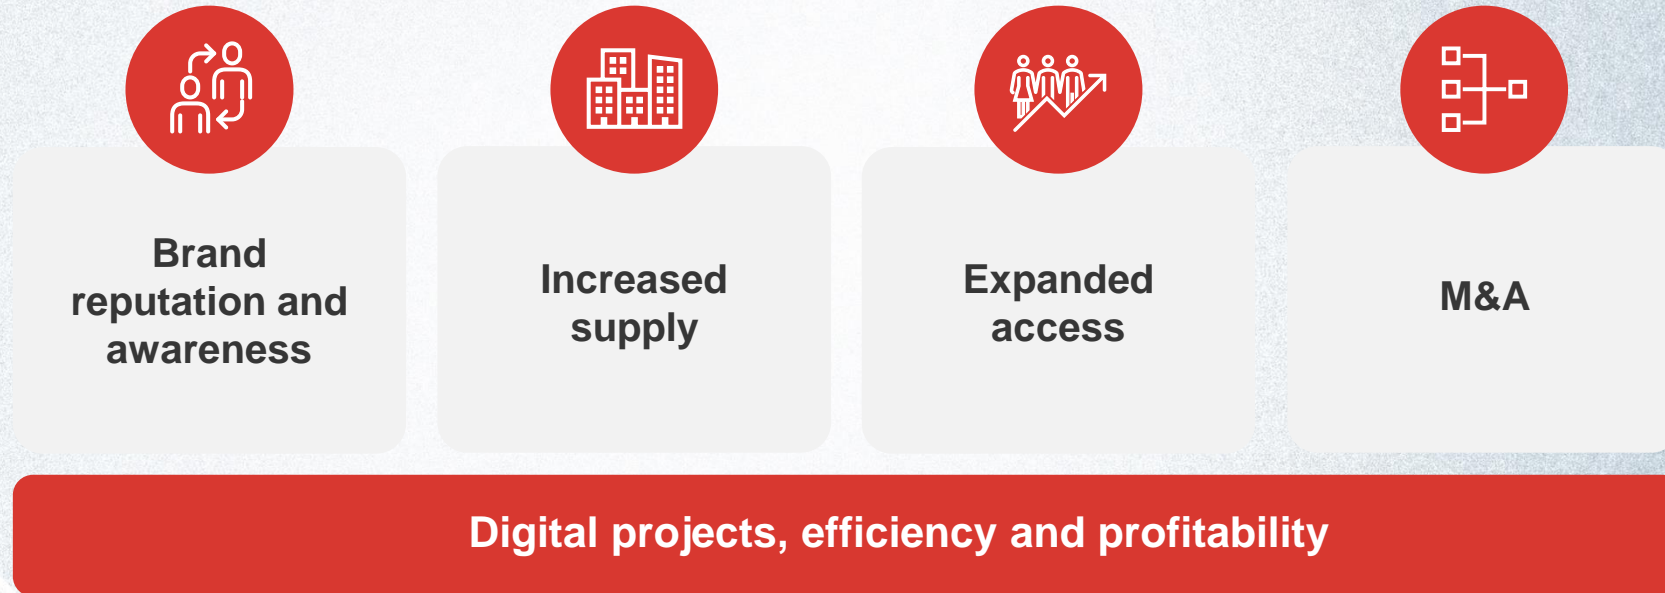 Brand
reputation and
awareness
Increased
supply
Expanded
access
M&A
Digital projects, efficiency and profitability